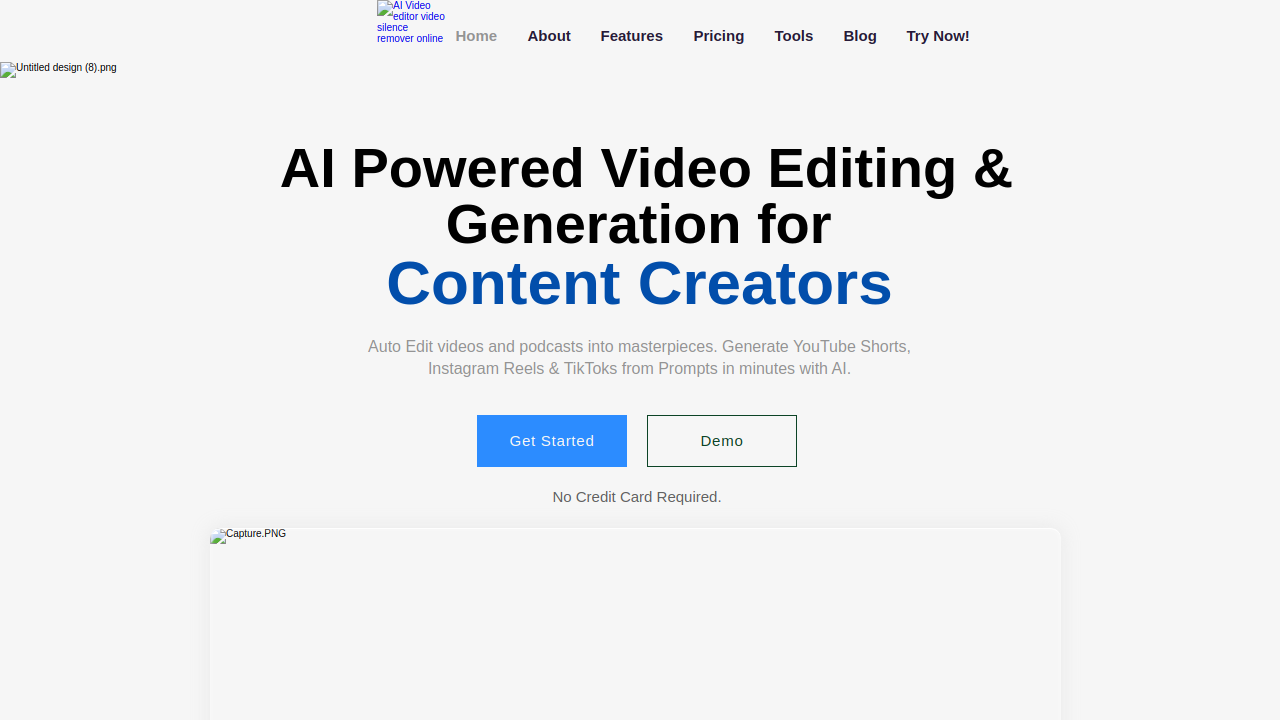 AI Video
editor video
silence
remover online
Home About Features Pricing Tools Blog Try Now!
Untitled design (8).png
AI Powered Video Editing &
Generation for
Content Creators
Auto Edit videos and podcasts into masterpieces. Generate YouTube Shorts,
Instagram Reels & TikToks from Prompts in minutes with AI.
Get Started Demo
No Credit Card Required.
Capture.PNG